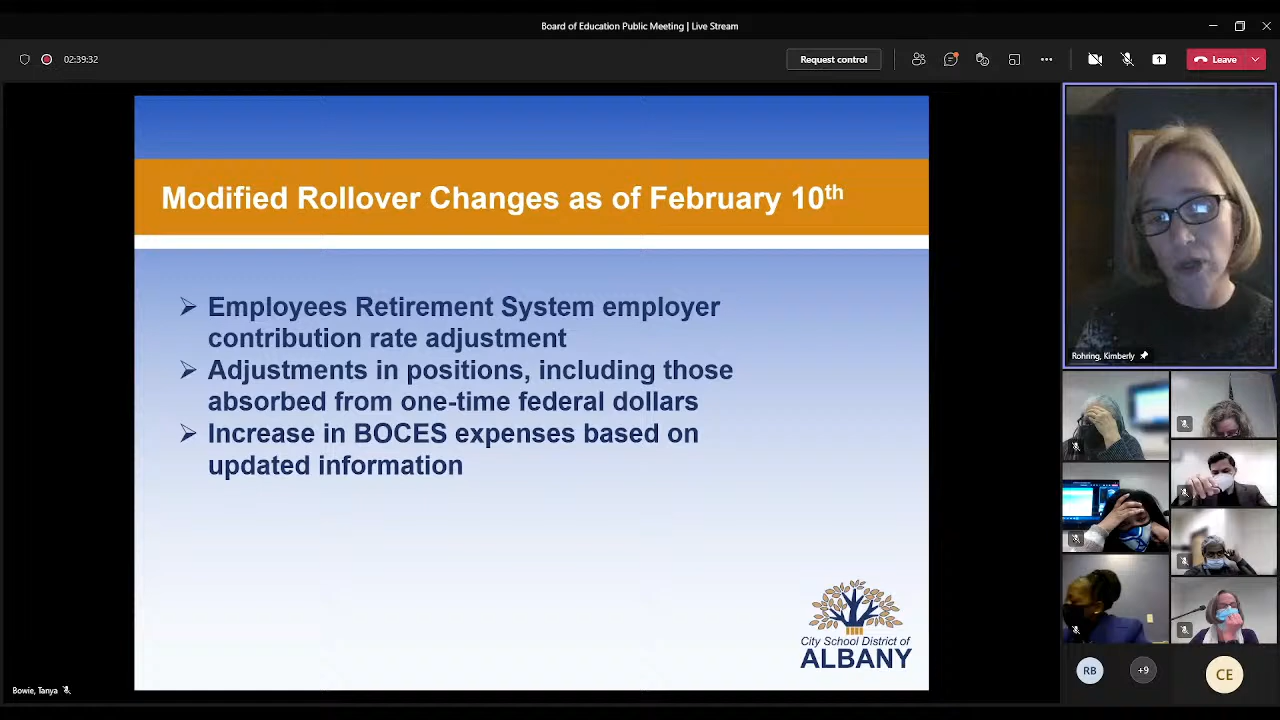 Board of Education Public Meeting | Live Stream
02:39:32
Request control
Leave
Modified Rollover Changes as of February 10th
Employees Retirement System employer
contribution rate adjustment
Adjustments in positions, including those
absorbed from one-time federal dollars
Increase in BOCES expenses based on
updated information
City School District of
ALBANY
Rohring, Kimberly
RB
+9
CE
Bowie, Tanya